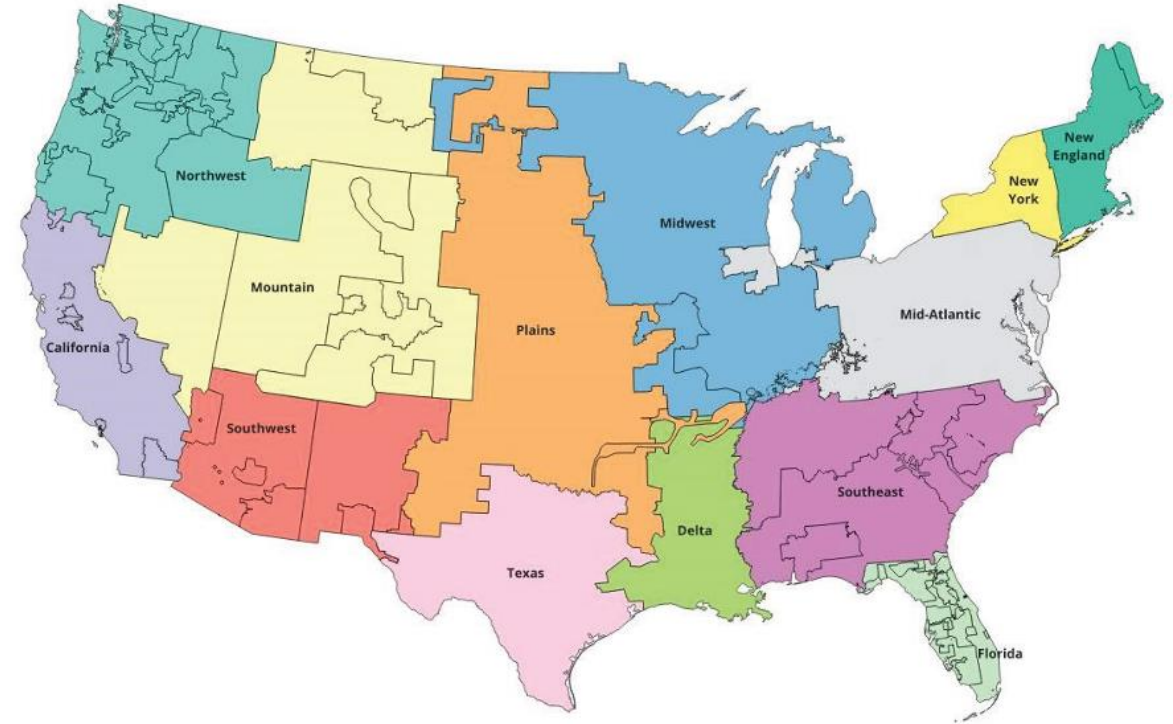 New
England
Northwest
New
York
Midwest
Mountain
Mid-Atlantic
Plains
California
Southwest
Southeast
Delta
Texas
Florida